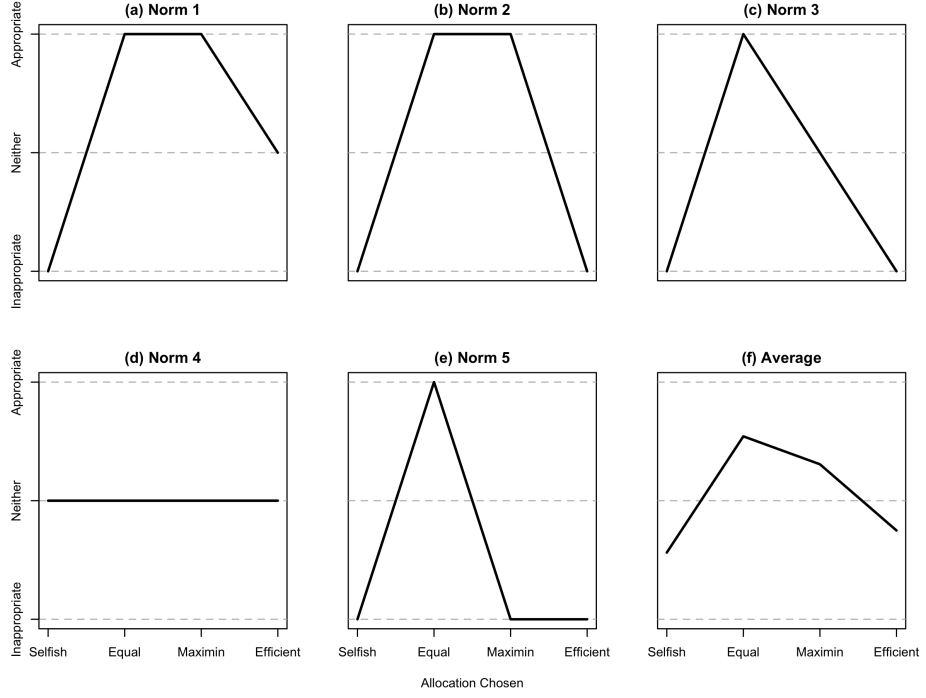 (a) Norm 1
(b) Norm 2
(c) Norm 3
Appropriate
Neither
Inappropriate
(d) Norm 4
(e) Norm 5
(f) Average
Appropriate
Neither
Inappropriate
Selfish Equal Maximin Efficient
Selfish Equal Maximin Efficient
Selfish Equal Maximin Efficient
Allocation Chosen